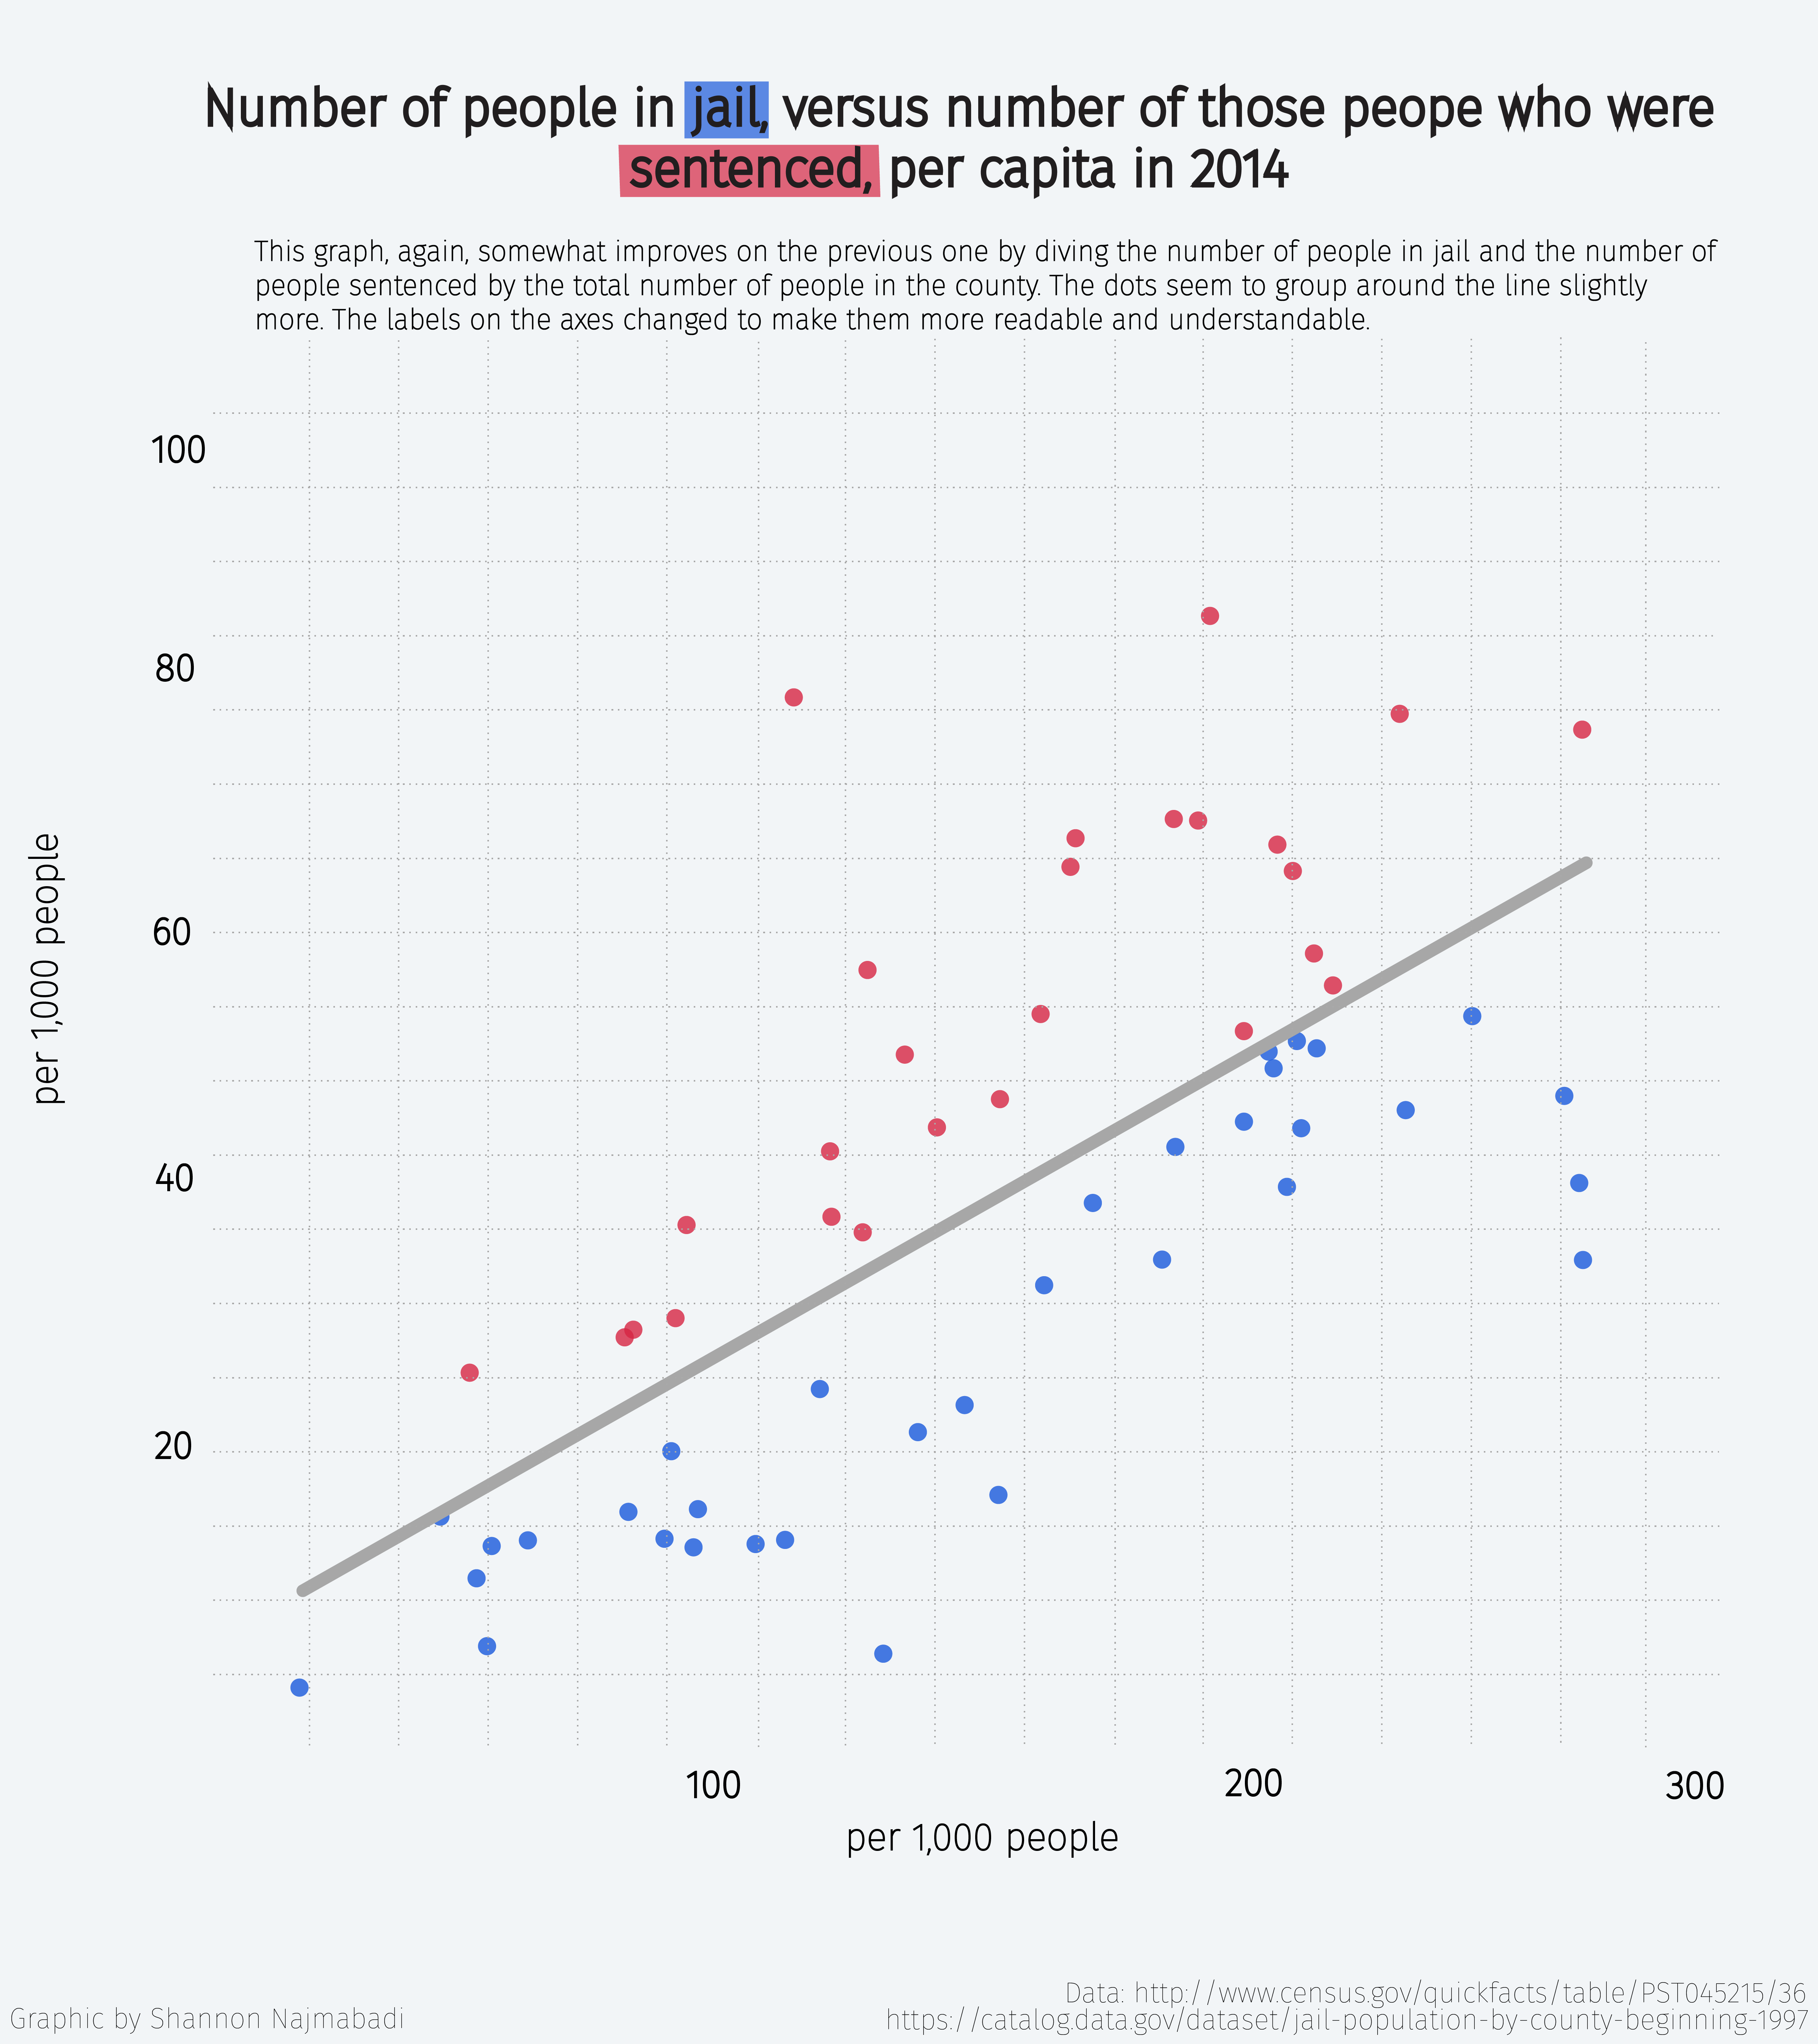 Number of people in jail, versus number of those peope who were
sentenced, per capita in 2014
This graph, again, somewhat improves on the previous one by diving the number of people in jail and the number of
people sentenced by the total number of people in the county. The dots seem to group around the line slightly
more. The labels on the axes changed to make them more readable and understandable.
100
80
60
40
20
per 1,000 people
100 200 300
per 1,000 people
Data: http://www.census.gov/quickfacts/table/PST045215/36
Graphic by Shannon Najmabadi
https://catalog.data.gov/dataset/jail-population-by-county-beginning-1997